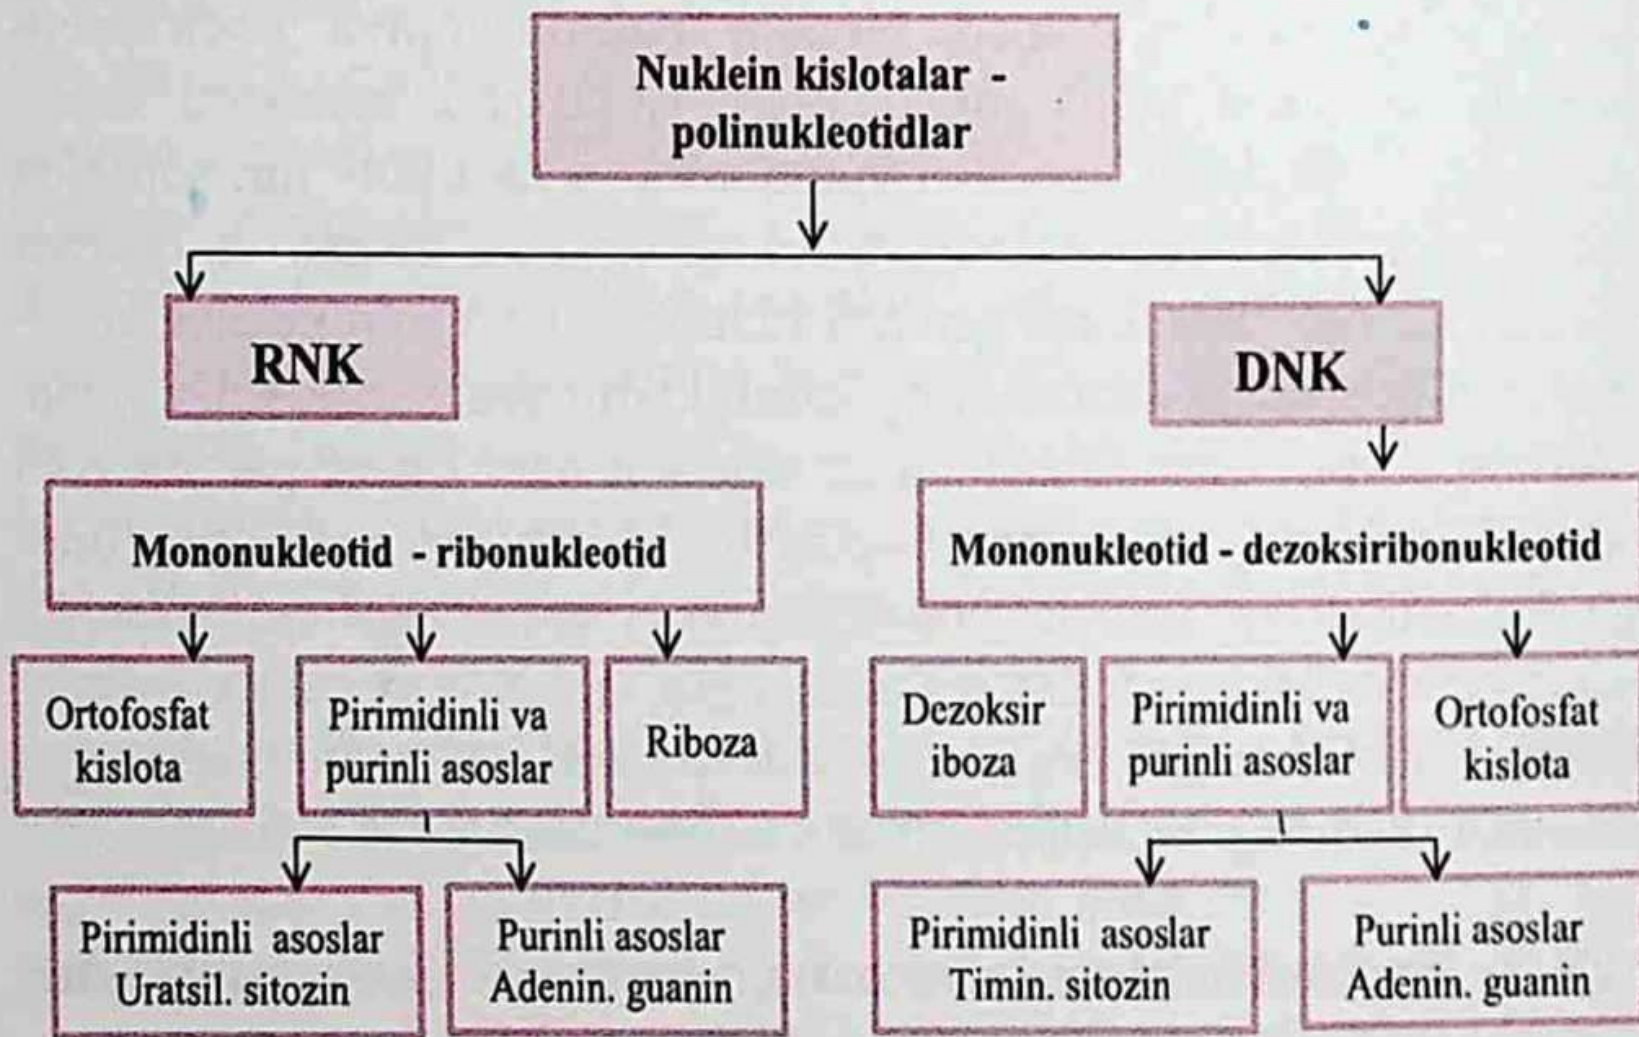 Nuklein kislotalar -
polinukleotidlar
RNK
DNK
Mononukleotid - ribonukleotid
Mononukleotid - dezoksiribonukleotid
Ortofosfat
kislota
Pirimidinli va
purinli asoslar
Riboza
Dezoksir
iboza
Pirimidinli va
purinli asoslar
Ortofosfat
kislota
Pirimidinli asoslar
Uratsil. sitozin
Purinli asoslar
Adenin. guanin
Pirimidinli asoslar
Timin. sitozin
Purinli asoslar
Adenin. guanin